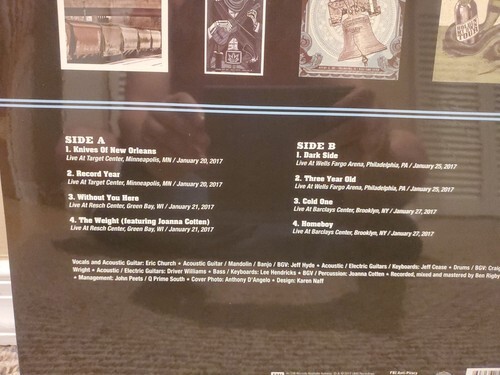 SIDE A
1. Knives Of New Orleans
Live At Target Center, Minneapolis, MN / January 20, 2017
2. Record Year
Live At Target Center, Minneapolis, MN / January 20, 2017
3. Without You Here
Live At Resch Center, Green Bay, WI / January 21, 2017
4. The Weight (featuring Joanna Cotten)
Live At Resch Center, Green Bay, WI / January 21, 2017
SIDE B
1. Dark Side
Live At Wells Fargo Arena, Philadelphia, PA / January 25, 2017
2. Three Year Old
Live At Wells Fargo Arena, Philadelphia, PA / January 25, 2017
3. Cold One
Live At Barclays Center, Brooklyn, NY / January 27, 2017
4. Homeboy
Live At Barclays Center, Brooklyn, NY / January 27, 2017
Vocals and Acoustic Guitar: Eric Church • Acoustic Guitar / Mandolin / Banjo / BGV: Jeff Hyde • Acoustic / Electric Guitars / Keyboards: Jeff Cease • Drums / BGV: Craig
Wright • Acoustic / Electric Guitars: Driver Williams • Bass / Keyboards: Lee Hendricks • BGV / Percussion: Joanna Cotten • Recorded, mixed and mastered by Ben Rigby
• Management: John Peets / Q Prime South • Cover Photo: Anthony D'Angelo • Design: Karen Naff